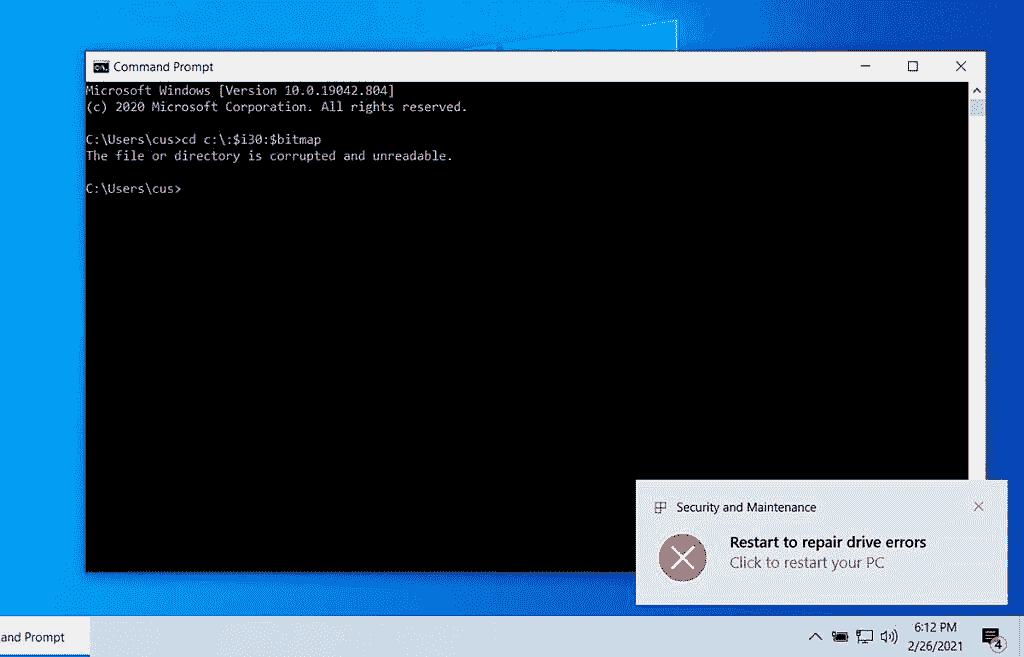 Command Prompt
Microsoft Windows [Version 10.0.19042.804]
(c) 2020 Microsoft Corporation. All rights reserved.
C:\Users\cus>cd c:\:$i30:$bitmap
The file or directory is corrupted and unreadable.
C:\Users\cus>
Security and Maintenance
Restart to repair drive errors
Click to restart your PC
and Prompt
6:12 PM
2/26/2021
4